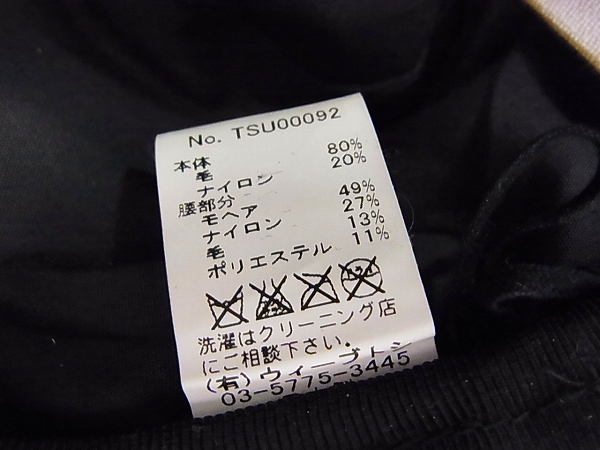 No. TSU00092
本体
毛 80%
ナイロン 20%
腰部分
モヘア 49%
ナイロン 27%
毛 13%
ポリエステル 11%
洗濯はクリーニング店
にご相談下さい。
(有)ウィーブトシ
03-5775-3445